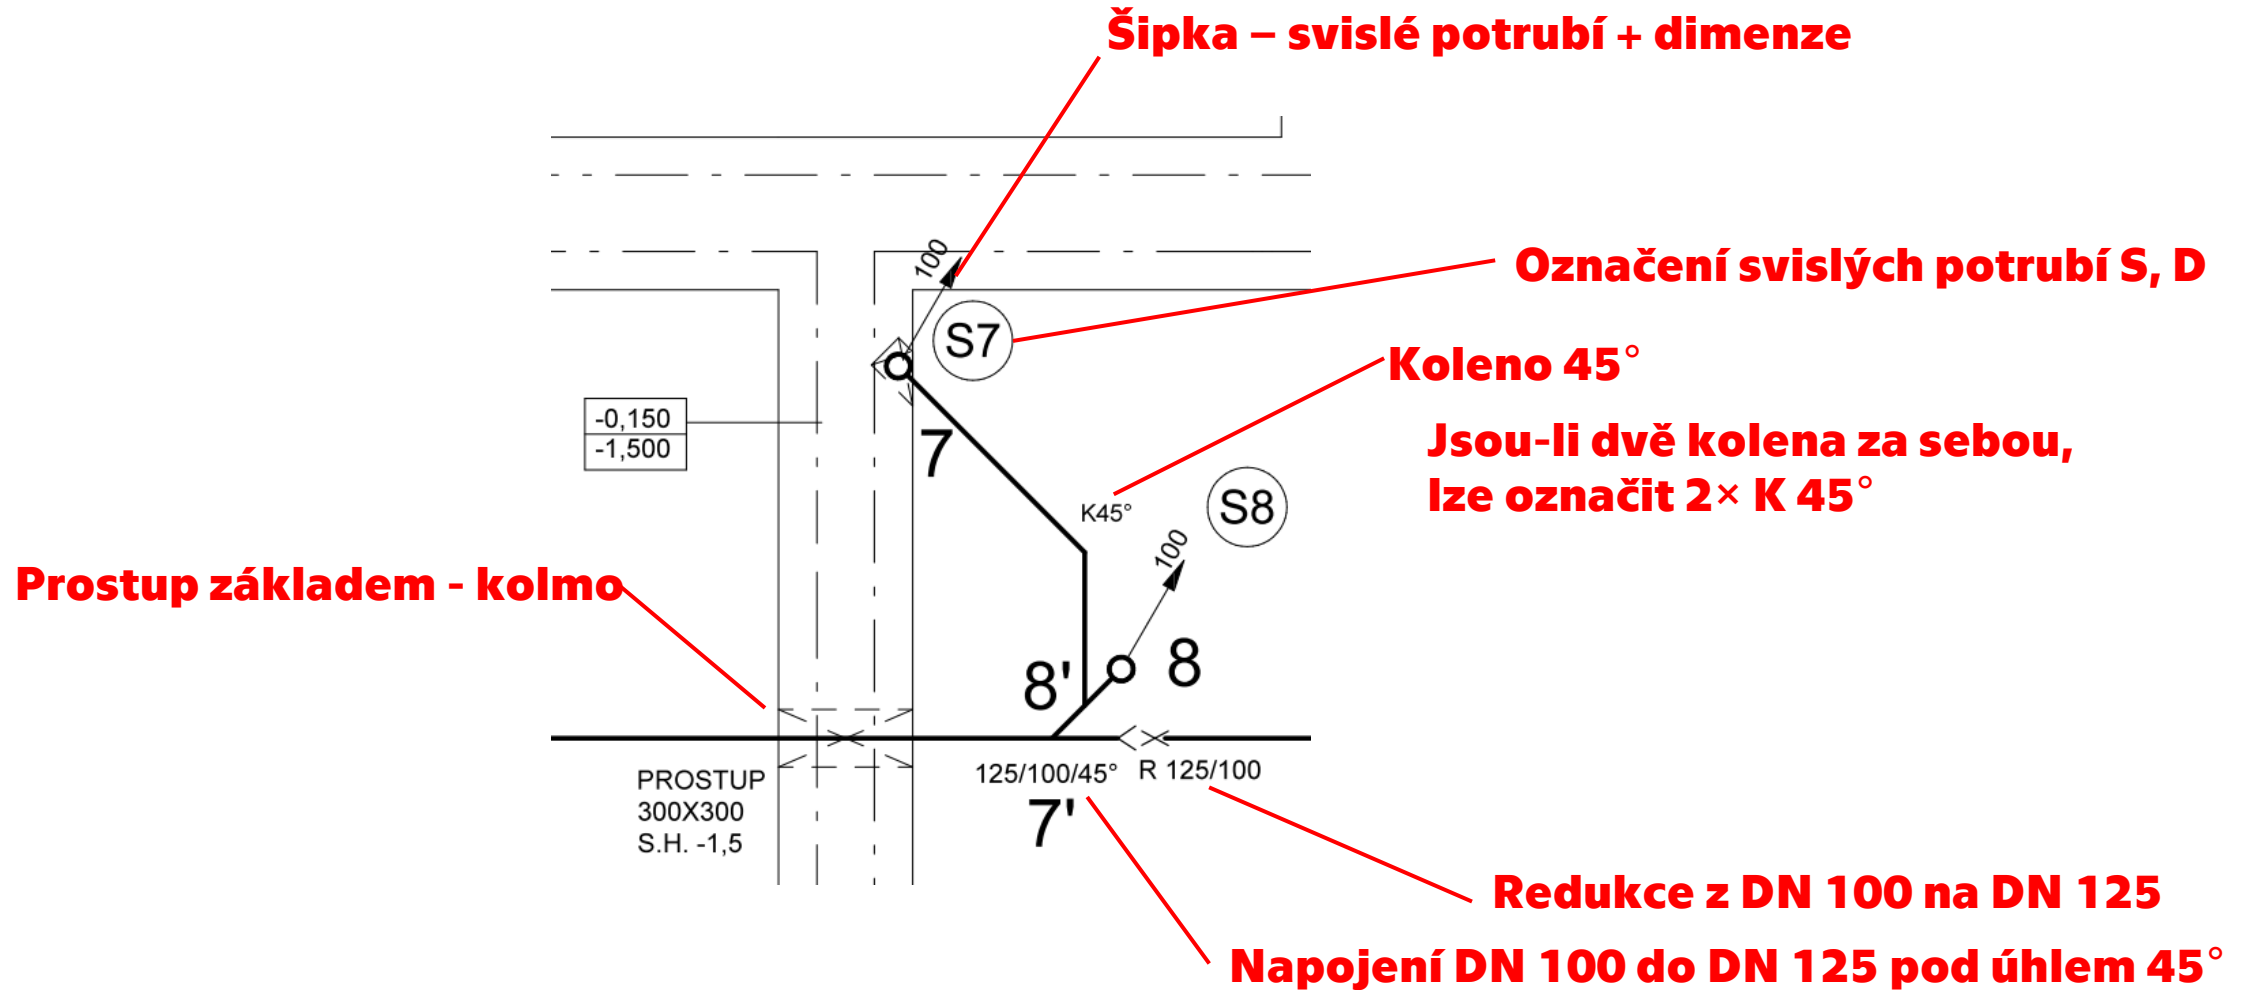 Šipka – svislé potrubí + dimenze
100
Označení svislých potrubí S, D
S7
Koleno 45°
-0,150
-1,500
7
Jsou-li dvě kolena za sebou,
lze označit 2× K 45°
K45°
S8
100
Prostup základem - kolmo
8'
8
PROSTUP
300X300
S.H. -1,5
125/100/45°
R 125/100
7'
Redukce z DN 100 na DN 125
Napojení DN 100 do DN 125 pod úhlem 45°